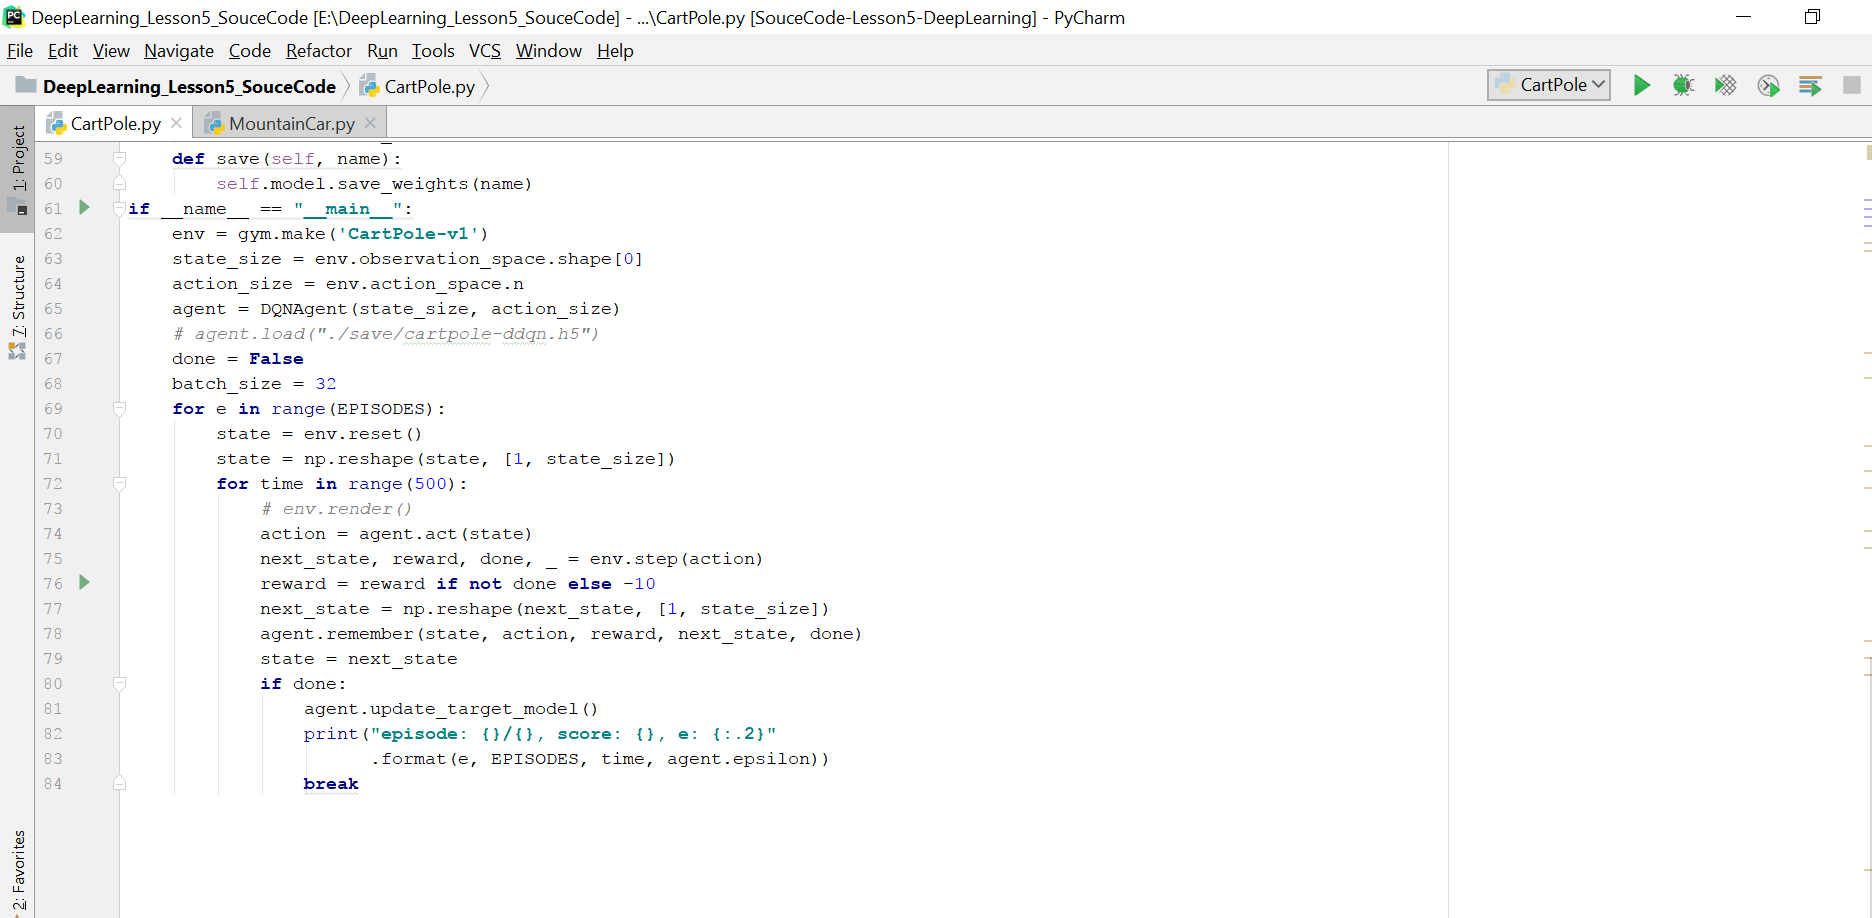 DeepLearning_Lesson5_SouceCode [E:\DeepLearning_Lesson5_SouceCode] - ...\CartPole.py [SouceCode-Lesson5-DeepLearning] - PyCharm
File Edit View Navigate Code Refactor Run Tools VCS Window Help
DeepLearning_Lesson5_SouceCode CartPole.py CartPole
CartPole.py MountainCar.py
1: Project
7: Structure
2: Favorites
59 def save(self, name):
60 self.model.save_weights(name)
61 if __name__ == "__main__":
62 env = gym.make('CartPole-v1')
63 state_size = env.observation_space.shape[0]
64 action_size = env.action_space.n
65 agent = DQNAgent(state_size, action_size)
66 # agent.load("./save/cartpole-ddqn.h5")
67 done = False
68 batch_size = 32
69 for e in range(EPISODES):
70 state = env.reset()
71 state = np.reshape(state, [1, state_size])
72 for time in range(500):
73 # env.render()
74 action = agent.act(state)
75 next_state, reward, done, _ = env.step(action)
76 reward = reward if not done else -10
77 next_state = np.reshape(next_state, [1, state_size])
78 agent.remember(state, action, reward, next_state, done)
79 state = next_state
80 if done:
81 agent.update_target_model()
82 print("episode: {}/{}, score: {}, e: {:.2}"
83 .format(e, EPISODES, time, agent.epsilon))
84 break